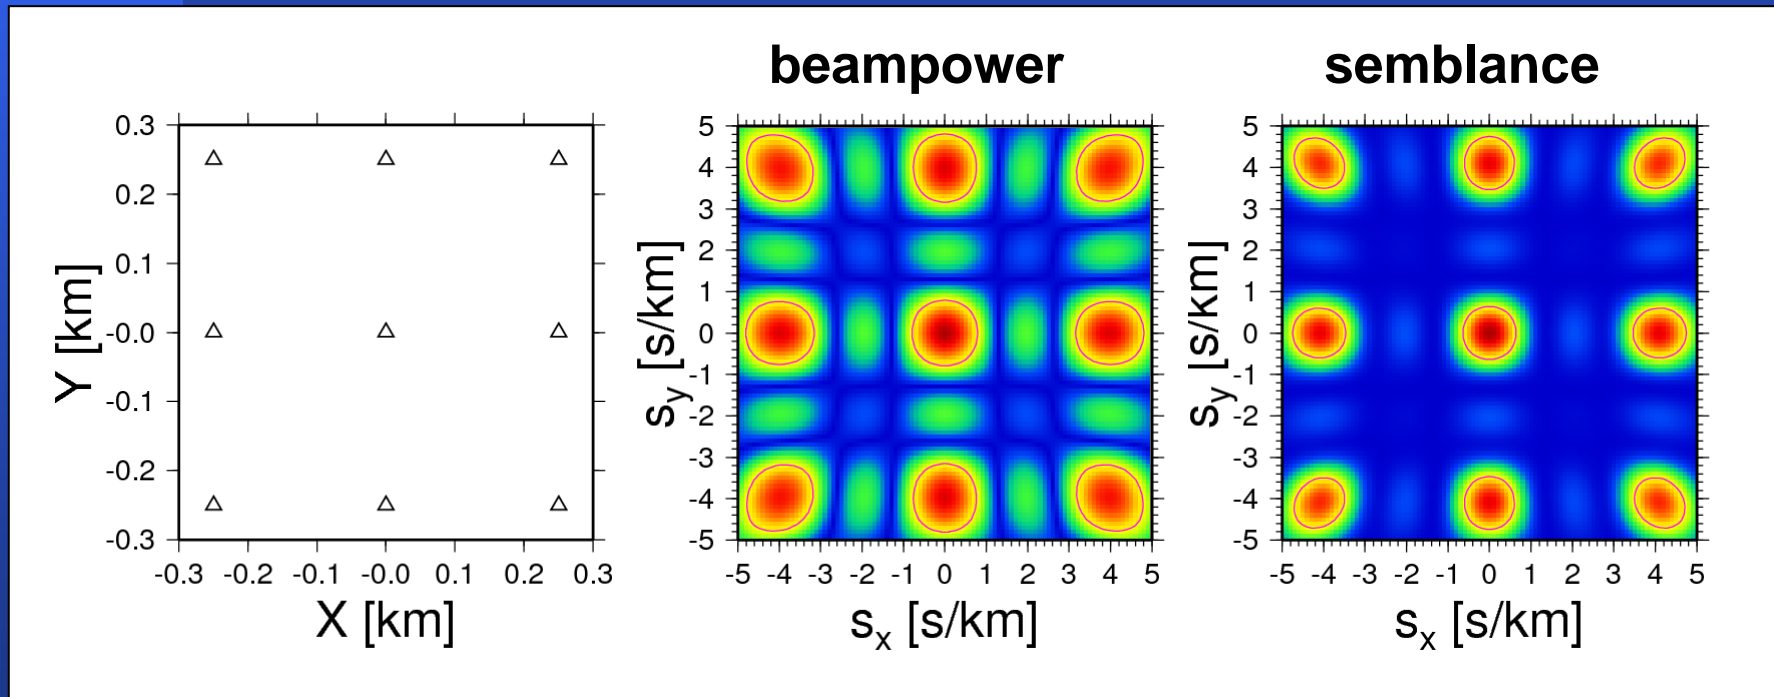 beampower semblance
0.3
0.2
0.1
-0.0
-0.1
-0.2
-0.3
Y [km]
-0.3 -0.2 -0.1 -0.0 0.1 0.2 0.3
X [km]
5
4
3
2
1
0
-1
-2
-3
-4
-5
sy [s/km]
-5 -4 -3 -2 -1 0 1 2 3 4 5
sx [s/km]
5
4
3
2
1
0
-1
-2
-3
-4
-5
sy [s/km]
-5 -4 -3 -2 -1 0 1 2 3 4 5
sx [s/km]